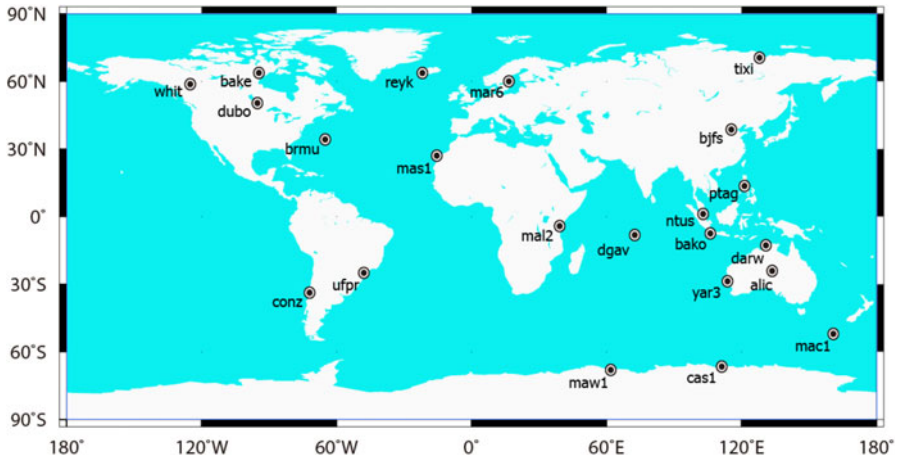 90˚N
60˚N
30˚N
0˚
30˚S
60˚S
90˚S
tixi
bake
reyk
whit
mar6
dubo
bjfs
brmu
mas1
ptag
ntus
mal2
bako
dgav
darw
ufpr
alic
yar3
conz
mac1
cas1
maw1
180˚ 120˚W 60˚W 0˚ 60˚E 120˚E 180˚